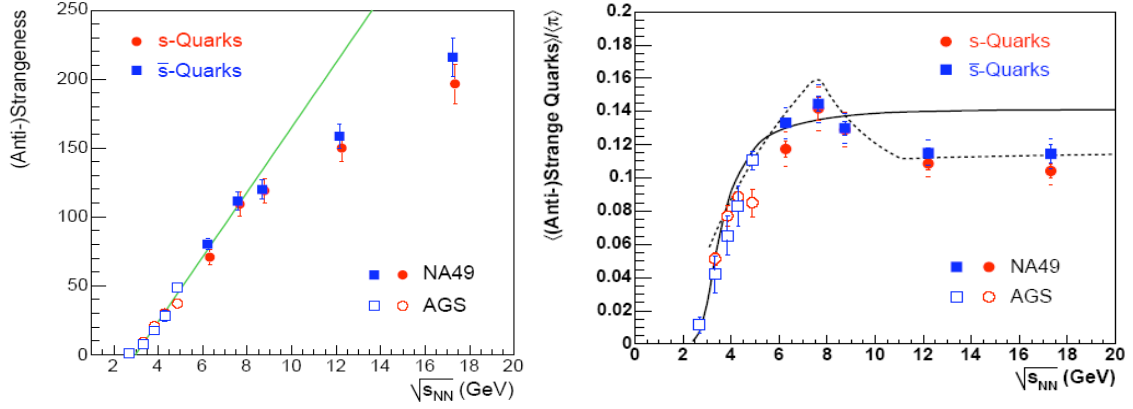 (Anti-)Strangeness
250
200
150
100
50
0
s-Quarks
s̄-Quarks
NA49
AGS
2 4 6 8 10 12 14 16 18 20
√s_NN (GeV)
⟨(Anti-)Strange Quarks⟩/⟨π⟩
0.2
0.18
0.16
0.14
0.12
0.1
0.08
0.06
0.04
0.02
0
s-Quarks
s̄-Quarks
NA49
AGS
0 2 4 6 8 10 12 14 16 18 20
√s_NN (GeV)